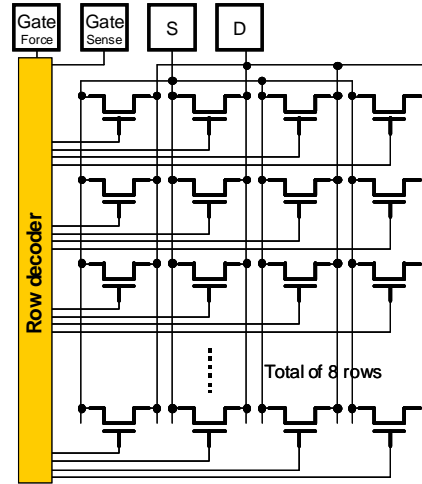 Gate
Force
Gate
Sense
S
D
Row decoder
Total of 8 rows